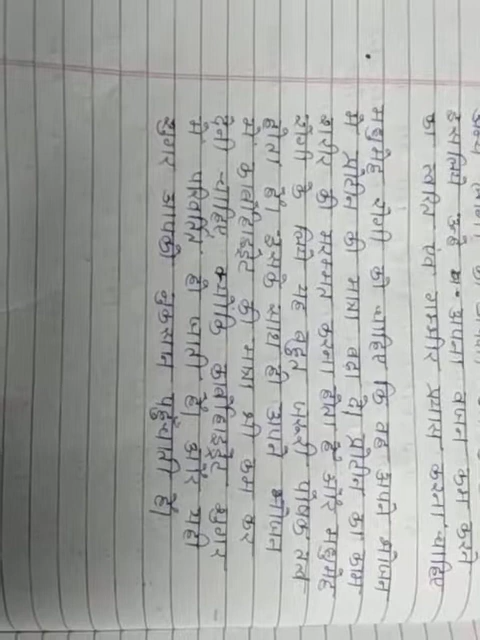 इसलिये उन्हें अपना वजन कम करने
का त्वरित एवं गम्भीर प्रयास करना चाहिए
मधुमेह रोगी को चाहिए कि वह अपने भोजन
में प्रोटीन की मात्रा बढा दे। प्रोटीन का काम
शरीर की मरम्मत करना होता है और मधुमेह
रोगी के लिये यह बहुत जरूरी पोषक तत्व
होता है। इसके साथ ही अपने भोजन
में कार्बोहाइड्रेट की मात्रा भी कम कर
देनी चाहिए क्योंकि कार्बोहाइड्रेट शुगर
में परिवर्तित हो जाती है। और यही
शुगर आपको नुकसान पहुँचाती है।